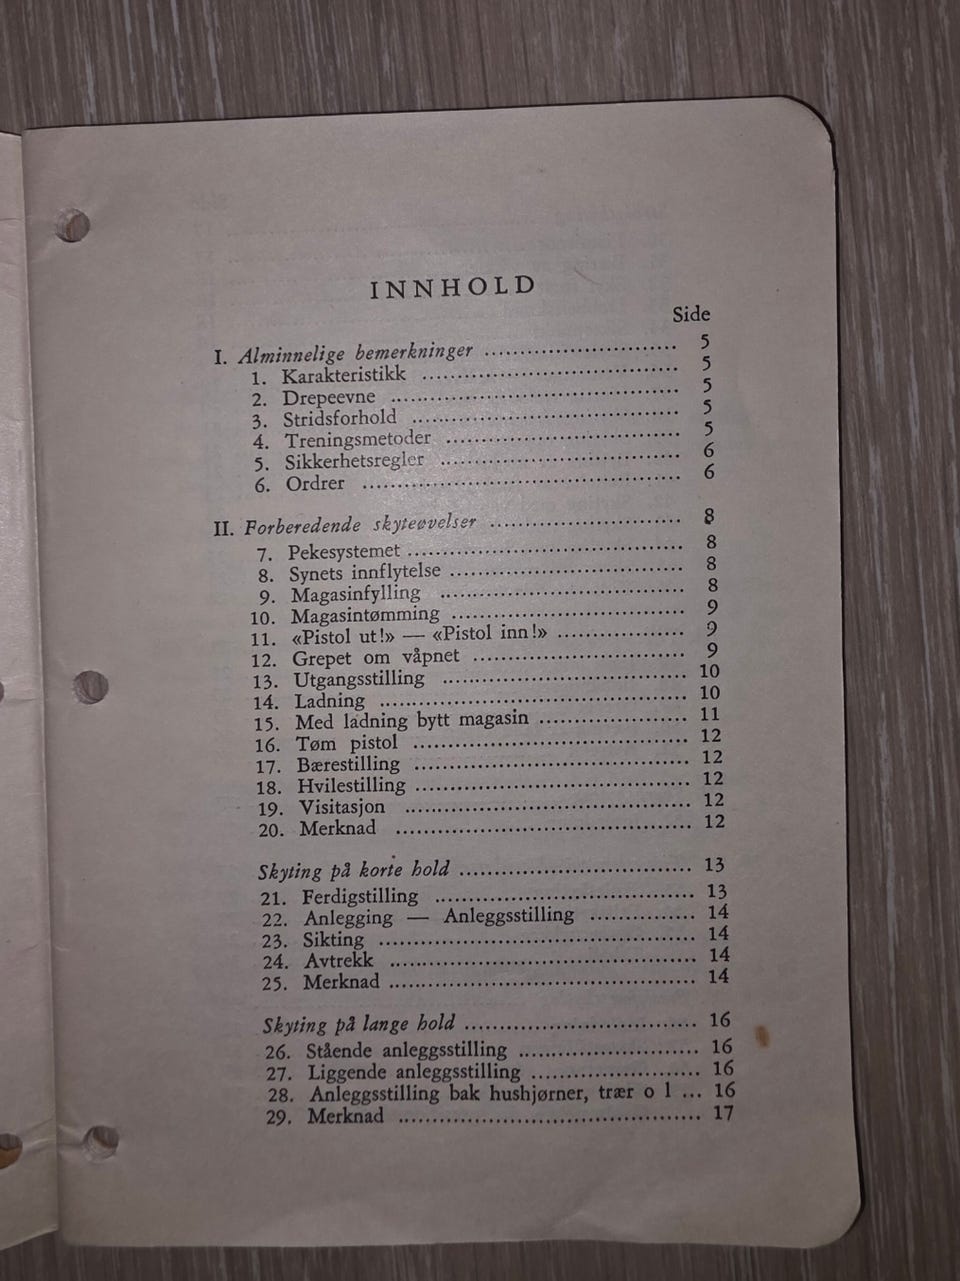 INNHOLD
Side
I. Alminnelige bemerkninger ........................... 5
1. Karakteristikk ........................... 5
2. Drepeevne ........................... 5
3. Stridsforhold ........................... 5
4. Treningsmetoder ........................... 5
5. Sikkerhetsregler ........................... 6
6. Ordrer ........................... 6
II. Forberedende skyteøvelser ........................... 8
7. Pekesystemet ........................... 8
8. Synets innflytelse ........................... 8
9. Magasinfylling ........................... 8
10. Magasintømming ........................... 9
11. «Pistol ut!» — «Pistol inn!» ................. 9
12. Grepet om våpnet ........................... 9
13. Utgangsstilling ........................... 10
14. Ladning ........................... 10
15. Med ladning bytt magasin ..................... 11
16. Tøm pistol ........................... 12
17. Bærestilling ........................... 12
18. Hvilestilling ........................... 12
19. Visitasjon ........................... 12
20. Merknad ........................... 12
Skyting på korte hold ........................... 13
21. Ferdigstilling ........................... 13
22. Anlegging — Anleggsstilling .............. 14
23. Sikting ........................... 14
24. Avtrekk ........................... 14
25. Merknad ........................... 14
Skyting på lange hold ........................... 16
26. Stående anleggsstilling ........................... 16
27. Liggende anleggsstilling ........................ 16
28. Anleggsstilling bak hushjørner, trær o l ... 16
29. Merknad ........................... 17